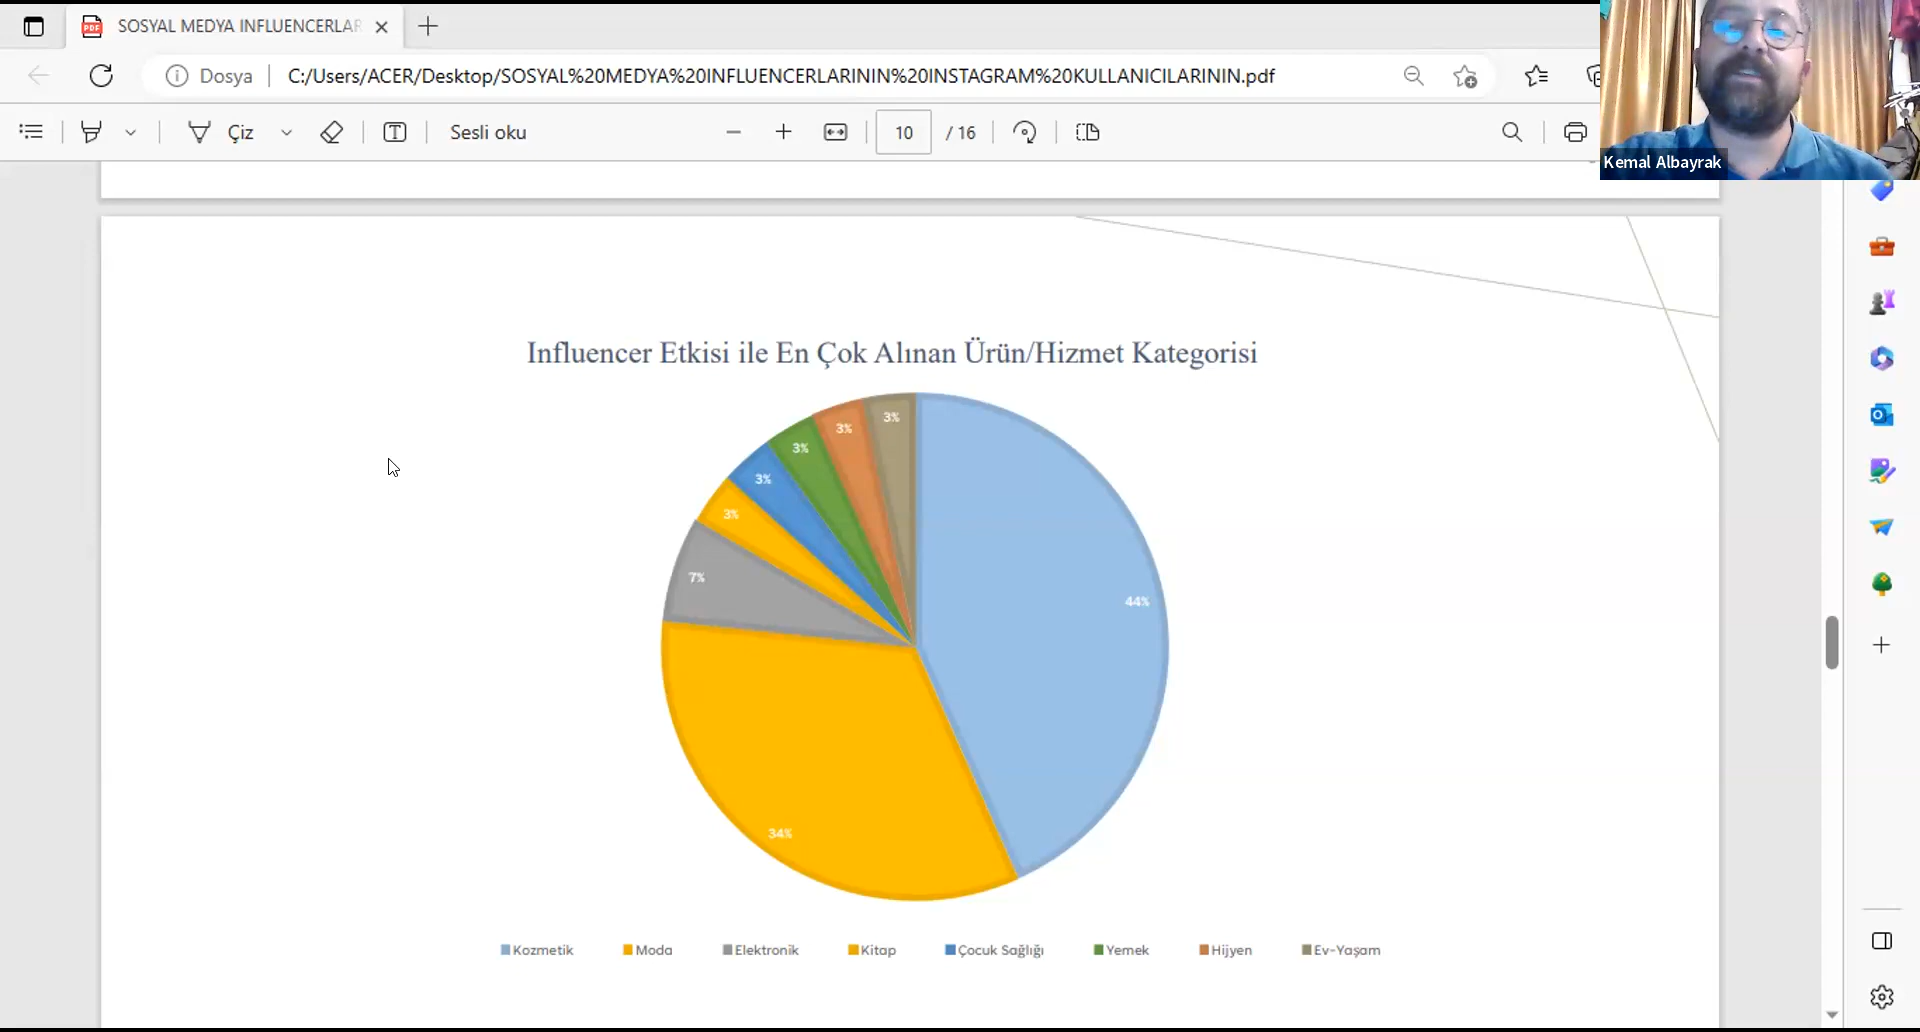 SOSYAL MEDYA INFLUENCERLAR
Dosya
C:/Users/ACER/Desktop/SOSYAL%20MEDYA%20INFLUENCERLARININ%20INSTAGRAM%20KULLANICILARININ.pdf
Çiz
Sesli oku
10
/ 16
Kemal Albayrak
Influencer Etkisi ile En Çok Alınan Ürün/Hizmet Kategorisi
3%
3%
3%
3%
3%
7%
44%
34%
Kozmetik
Moda
Elektronik
Kitap
Çocuk Sağlığı
Yemek
Hijyen
Ev-Yaşam